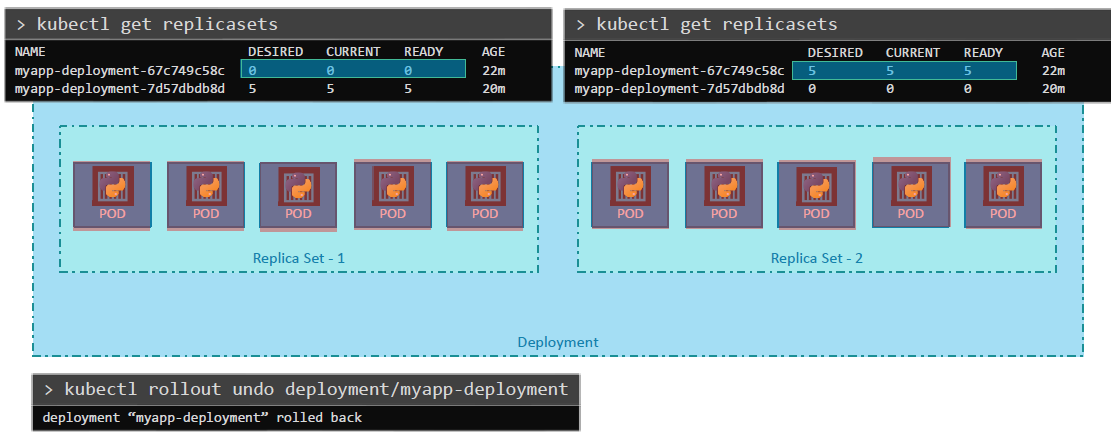 > kubectl get replicasets
NAME DESIRED CURRENT READY AGE
myapp-deployment-67c749c58c 0 0 0 22m
myapp-deployment-7d57dbdb8d 5 5 5 20m
> kubectl get replicasets
NAME DESIRED CURRENT READY AGE
myapp-deployment-67c749c58c 5 5 5 22m
myapp-deployment-7d57dbdb8d 0 0 0 20m
POD POD POD POD POD
Replica Set - 1
POD POD POD POD POD
Replica Set - 2
Deployment
> kubectl rollout undo deployment/myapp-deployment
deployment “myapp-deployment” rolled back